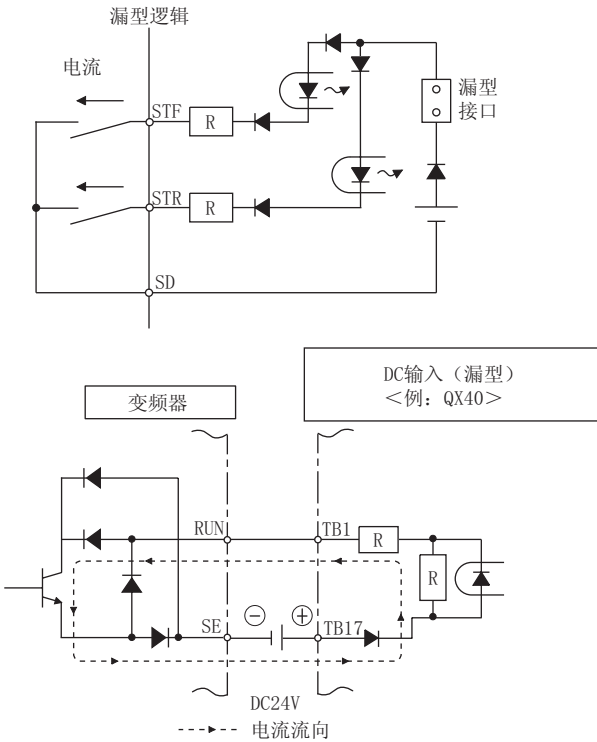 漏型逻辑
电流
STF
R
漏型
接口
STR
R
SD
DC输入（漏型）
<例：QX40>
变频器
RUN
TB1
R
R
SE
TB17
DC24V
电流流向